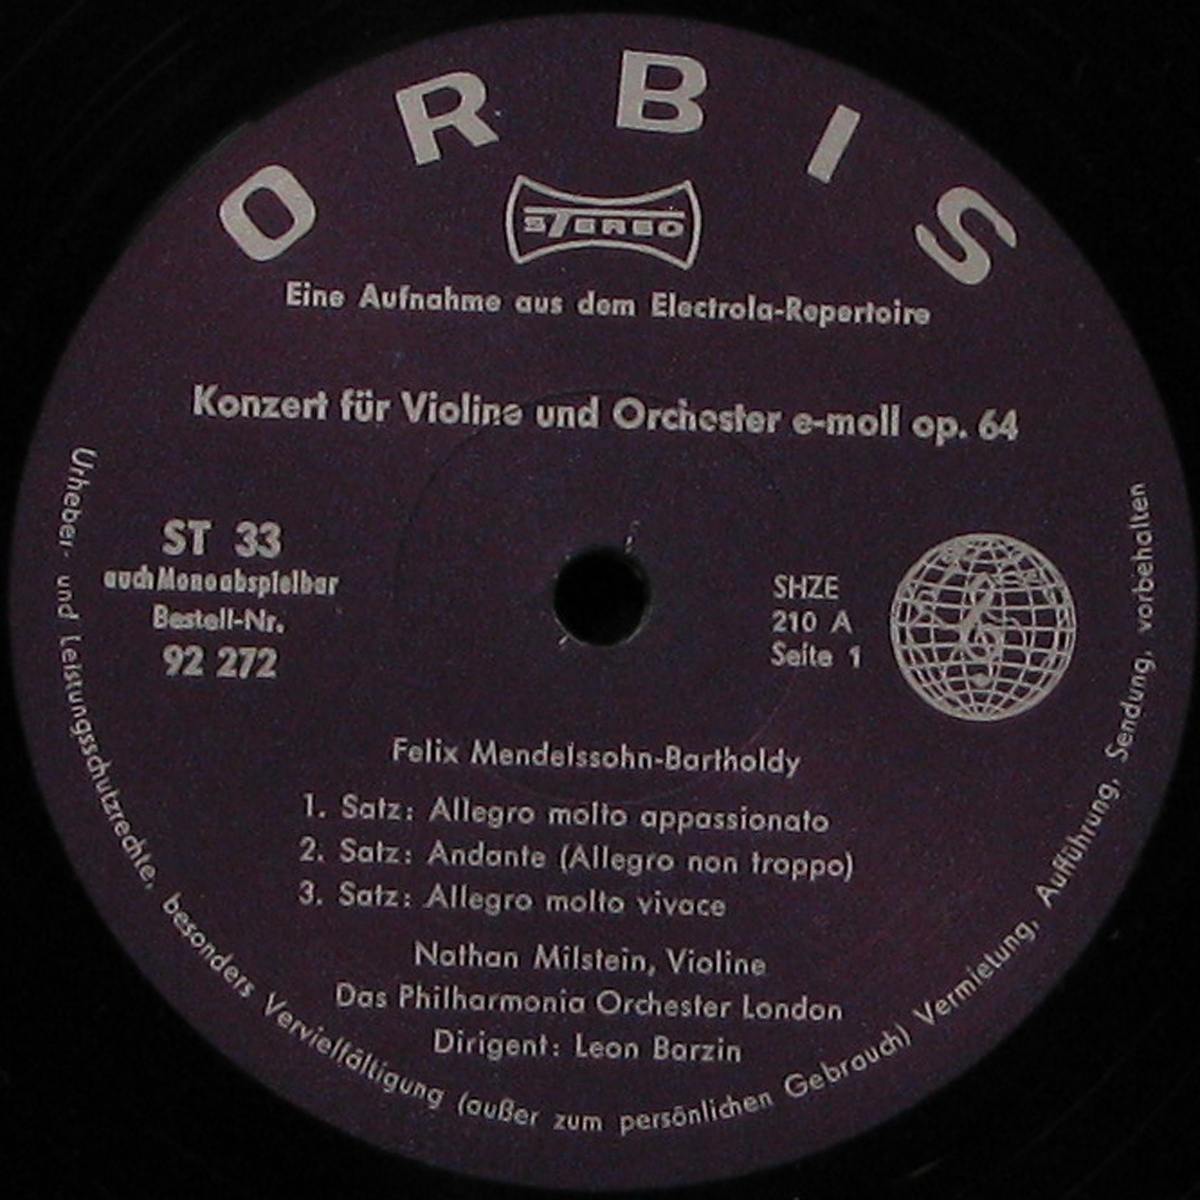 ORBIS
STEREO
Eine Aufnahme aus dem Electrola-Repertoire
Konzert für Violine und Orchester e-moll op. 64
ST 33
auch Mono abspielbar
Bestell-Nr.
92 272
SHZE
210 A
Seite 1
Felix Mendelssohn-Bartholdy
1. Satz: Allegro molto appassionato
2. Satz: Andante (Allegro non troppo)
3. Satz: Allegro molto vivace
Nathan Milstein, Violine
Das Philharmonia Orchester London
Dirigent: Leon Barzin
Urheber- und Leistungsschutzrechte, besonders Vervielfältigung (außer zum persönlichen Gebrauch) Vermietung, Aufführung, Sendung, vorbehalten